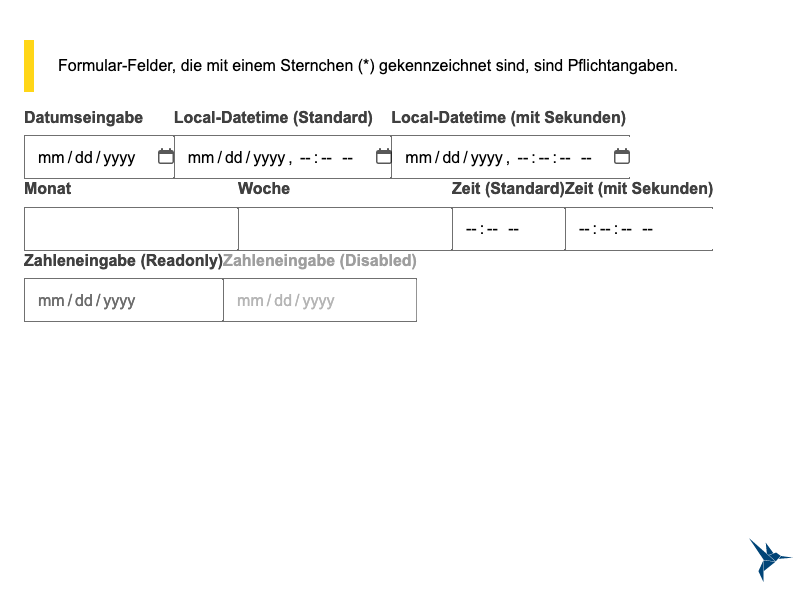 Formular-Felder, die mit einem Sternchen (*) gekennzeichnet sind, sind Pflichtangaben.
Datumseingabe Local-Datetime (Standard) Local-Datetime (mit Sekunden)
mm/dd/yyyy mm/dd/yyyy, --:-- -- mm/dd/yyyy, --:--:-- --
Monat Woche Zeit (Standard) Zeit (mit Sekunden)
--:-- -- --:--:-- --
Zahleneingabe (Readonly) Zahleneingabe (Disabled)
mm/dd/yyyy mm/dd/yyyy